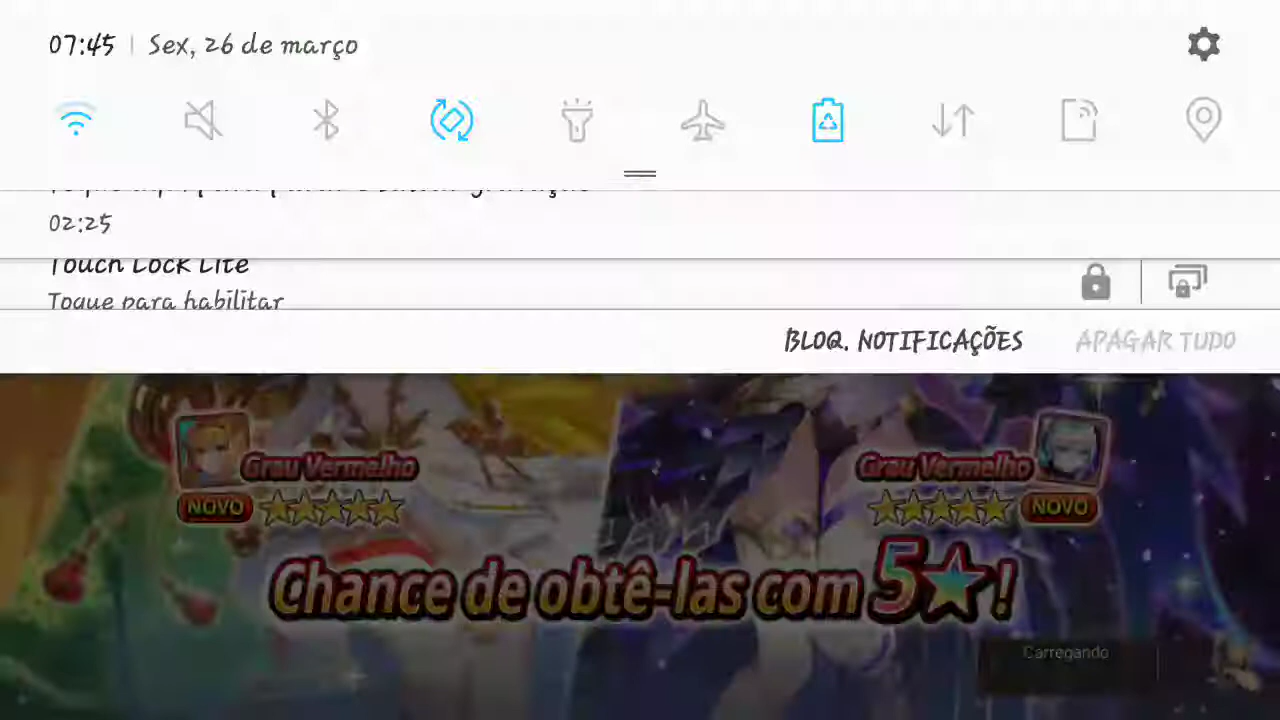 07:45 | Sex, 26 de março
02:25
Touch Lock Lite
Toque para habilitar
BLOQ. NOTIFICAÇÕES APAGAR TUDO
Grau Vermelho
Grau Vermelho
NOVO
NOVO
Chance de obtê-las com 5★!
Carregando